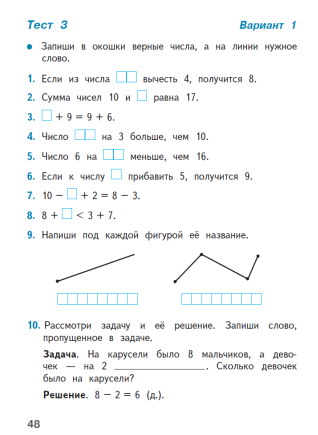 Тест 3 Вариант 1
● Запиши в окошки верные числа, а на линии нужное
слово.
1. Если из числа □□ вычесть 4, получится 8.
2. Сумма чисел 10 и □ равна 17.
3. □ + 9 = 9 + 6.
4. Число □□ на 3 больше, чем 10.
5. Число 6 на □□ меньше, чем 16.
6. Если к числу □ прибавить 5, получится 9.
7. 10 − □ + 2 = 8 − 3.
8. 8 + □ < 3 + 7.
9. Напиши под каждой фигурой её название.
10. Рассмотри задачу и её решение. Запиши слово,
пропущенное в задаче.
Задача. На карусели было 8 мальчиков, а дево-
чек — на 2 ____________. Сколько девочек
было на карусели?
Решение. 8 − 2 = 6 (д.).
48